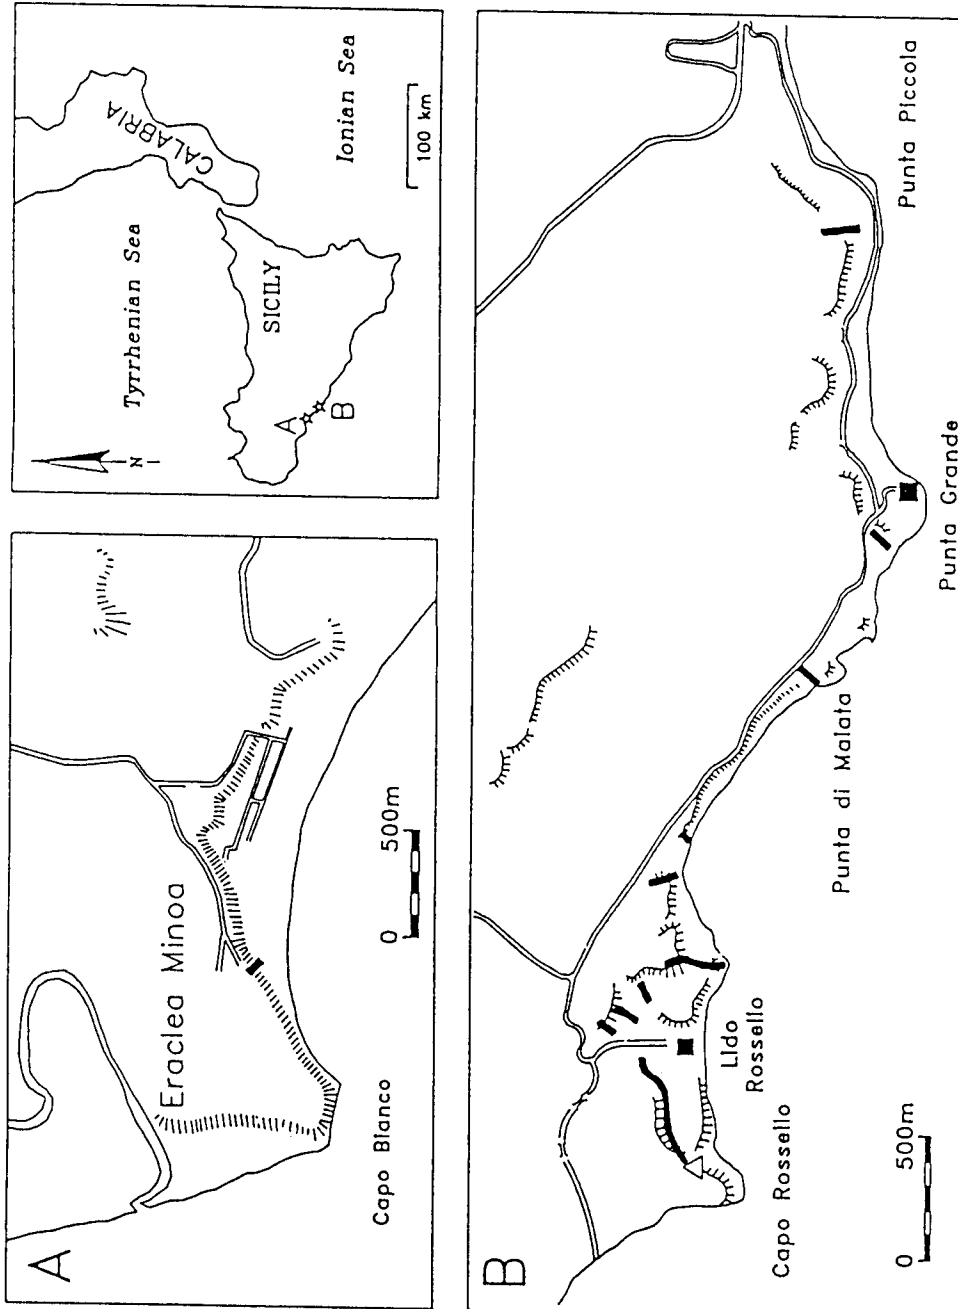 A
Eraclea Minoa
Capo Bianco
0 500m
Tyrrhenian Sea
CALABRIA
Ionian Sea
SICILY
A
B
N
100 km
B
Capo Rossello
Lido
Rossello
Punta di Malata
Punta Grande
Punta Piccola
0 500m